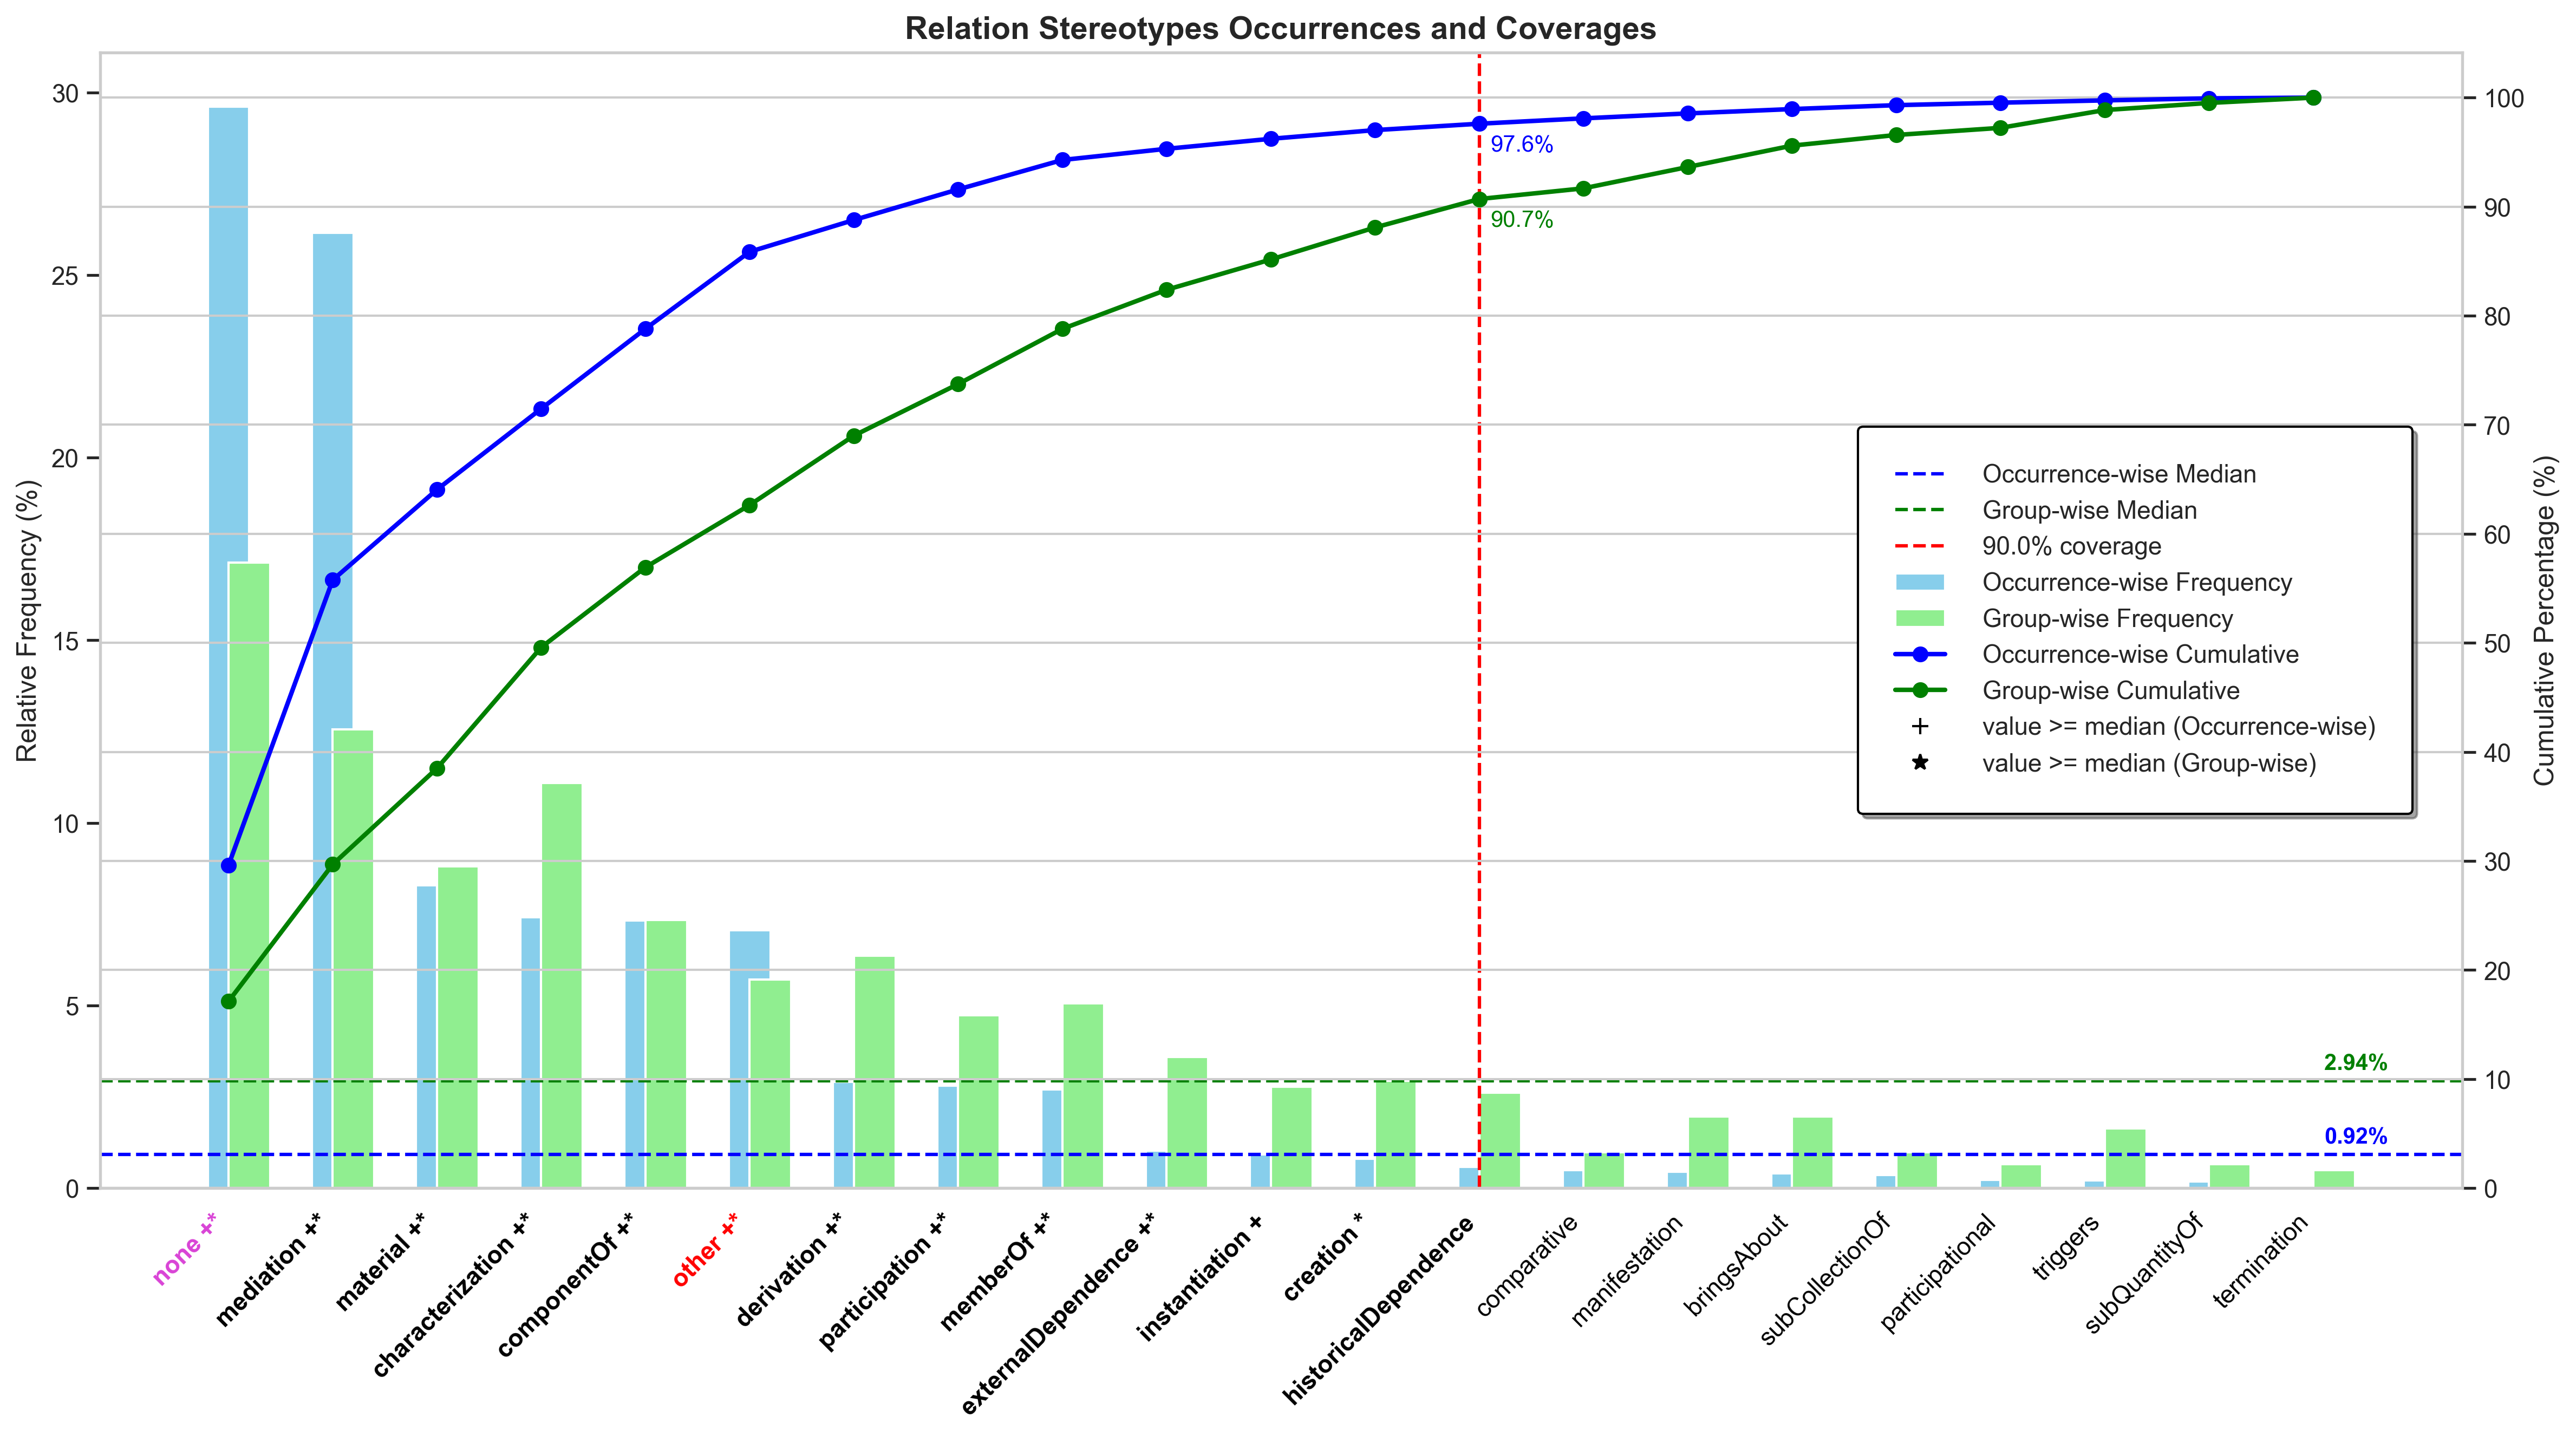 Relation Stereotypes Occurrences and Coverages
Relative Frequency (%)
30
25
20
15
10
5
0
Cumulative Percentage (%)
100
90
80
70
60
50
40
30
20
10
0
97.6%
90.7%
2.94%
0.92%
Occurrence-wise Median
Group-wise Median
90.0% coverage
Occurrence-wise Frequency
Group-wise Frequency
Occurrence-wise Cumulative
Group-wise Cumulative
value >= median (Occurrence-wise)
value >= median (Group-wise)
none +*
mediation +*
material +*
characterization +*
componentOf +*
other +*
derivation +*
participation +*
memberOf +*
externalDependence +*
instantiation +
creation *
historicalDependence
comparative
manifestation
bringsAbout
subCollectionOf
participational
triggers
subQuantityOf
termination